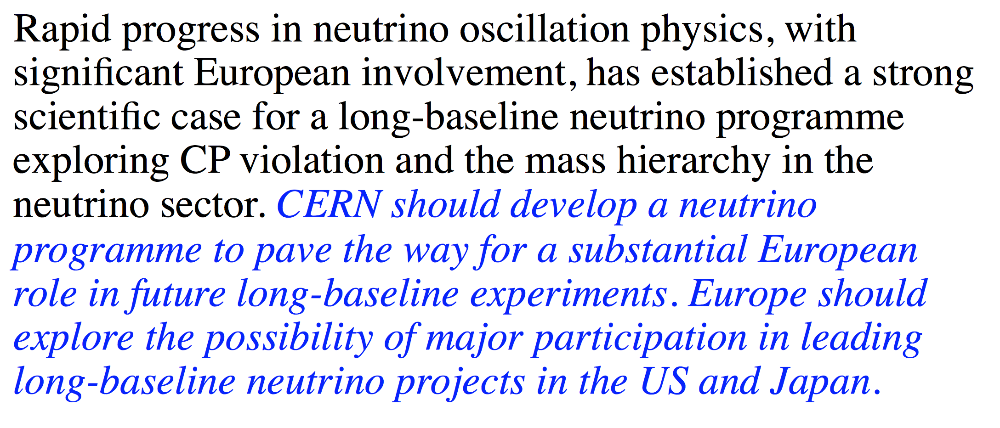 Rapid progress in neutrino oscillation physics, with
significant European involvement, has established a strong
scientific case for a long-baseline neutrino programme
exploring CP violation and the mass hierarchy in the
neutrino sector. CERN should develop a neutrino
programme to pave the way for a substantial European
role in future long-baseline experiments. Europe should
explore the possibility of major participation in leading
long-baseline neutrino projects in the US and Japan.